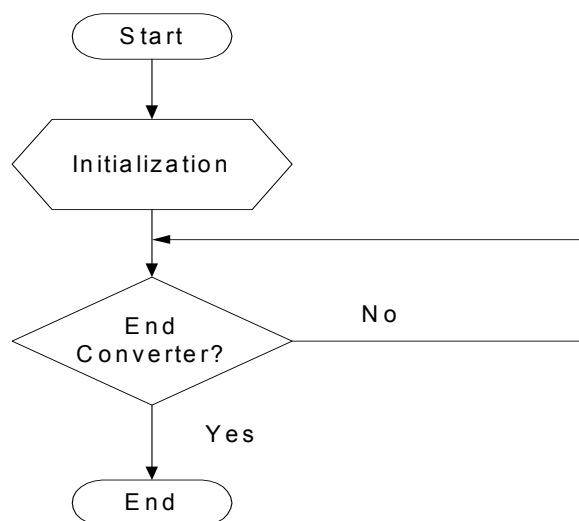 Start
Initialization
End
Converter?
No
Yes
End